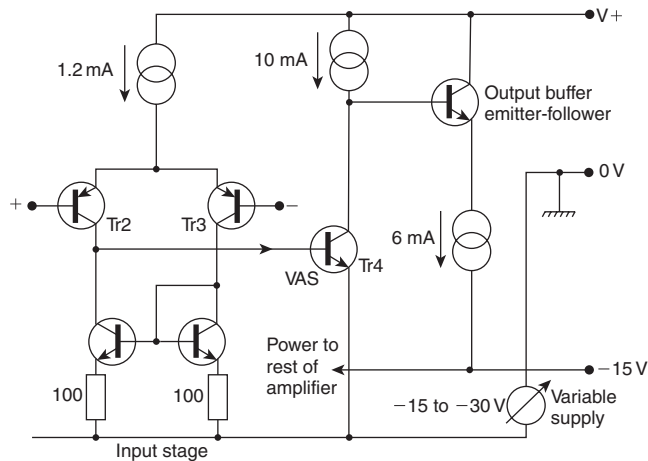 V+
1.2 mA
10 mA
Output buffer
emitter-follower
0 V
+
Tr2
Tr3
−
6 mA
VAS
Tr4
Power to
rest of
amplifier
−15 V
100
100
−15 to −30 V
Variable
supply
Input stage